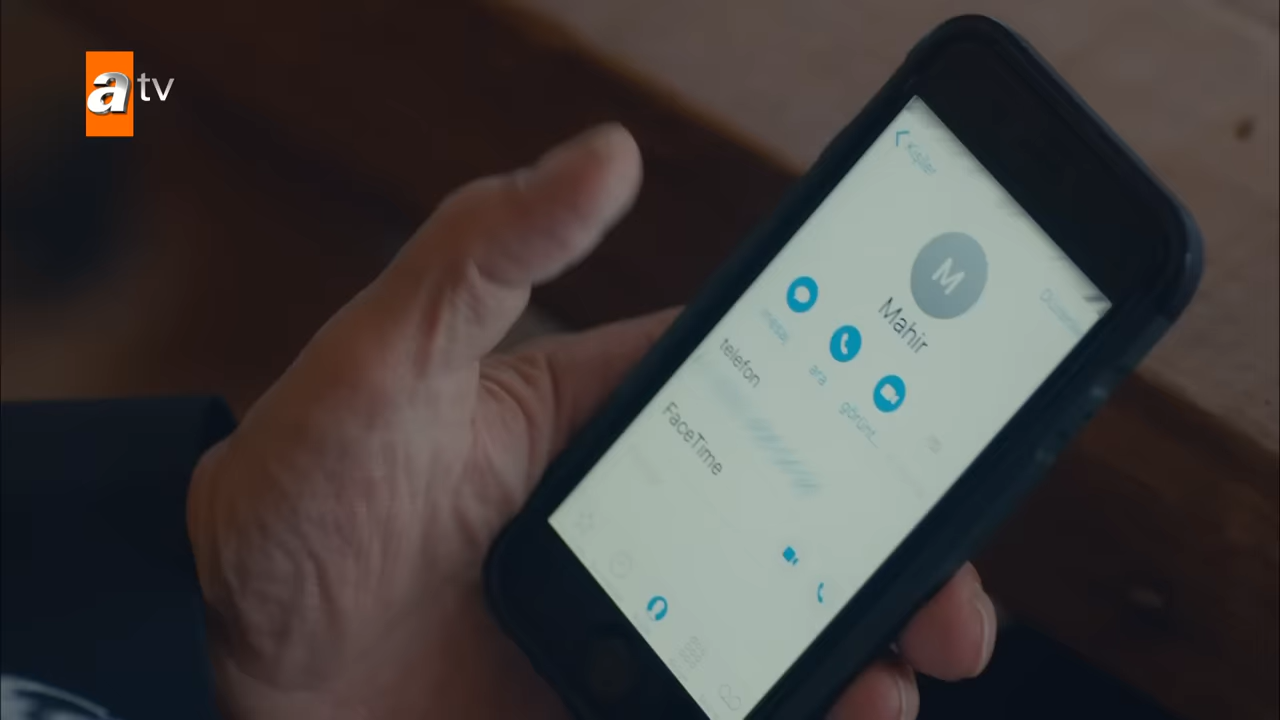 atv
Kişiler
M
Mahir
mesaj
ara
görünt...
telefon
FaceTime